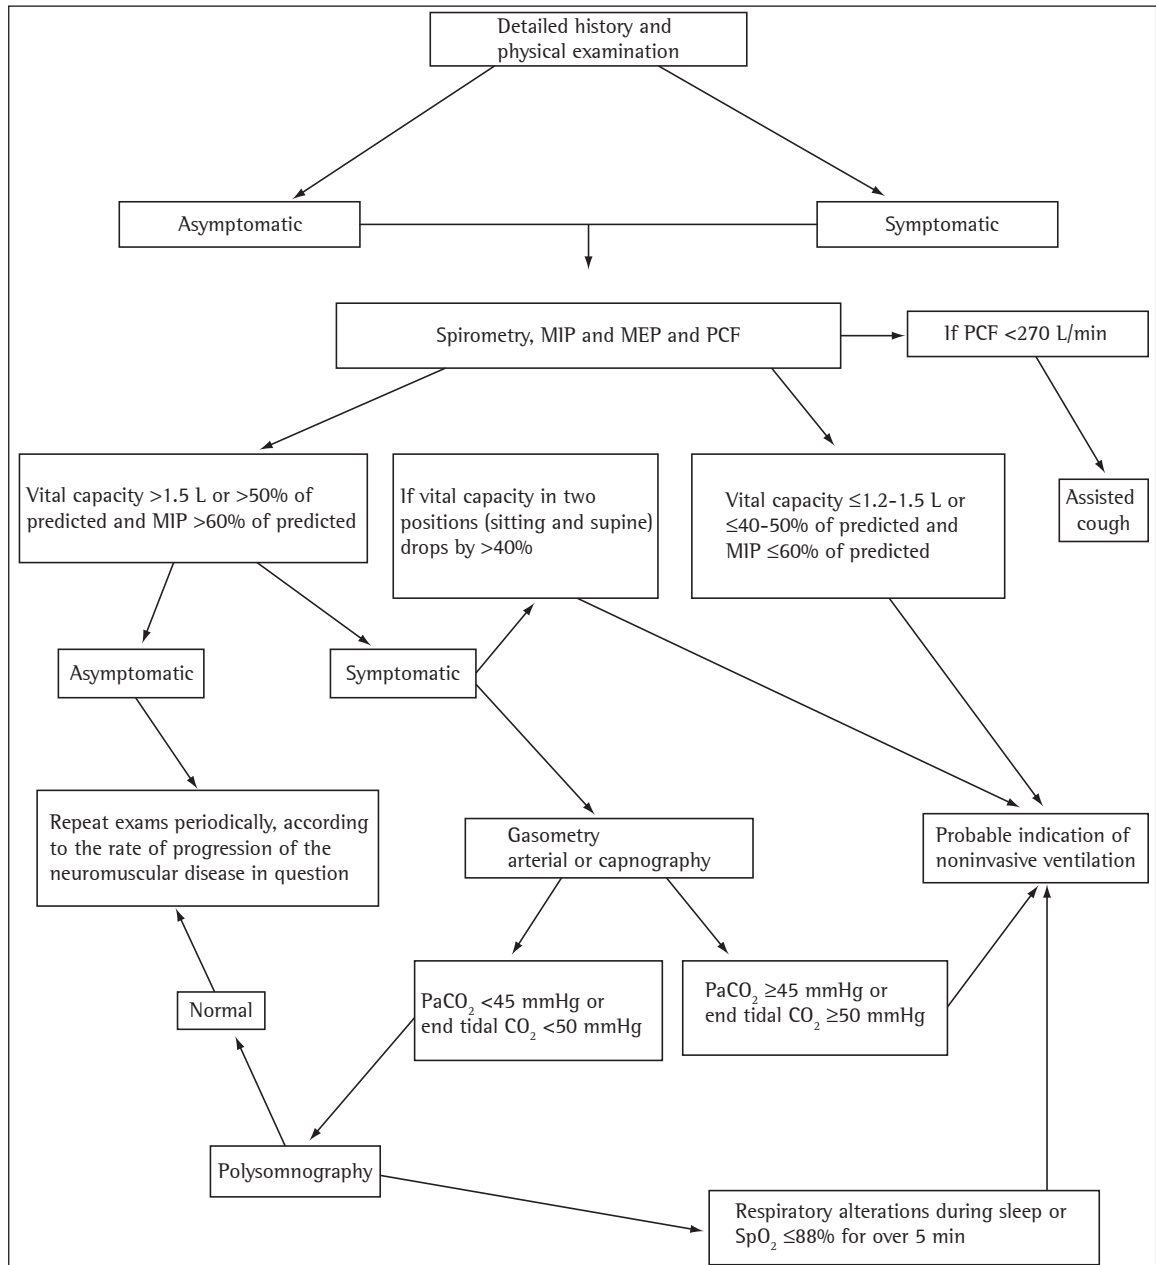 Detailed history and
physical examination
Asymptomatic
Symptomatic
Spirometry, MIP and MEP and PCF
If PCF <270 L/min
Vital capacity >1.5 L or >50% of
predicted and MIP >60% of predicted
If vital capacity in two
positions (sitting and supine)
drops by >40%
Vital capacity ≤1.2-1.5 L or
≤40-50% of predicted and
MIP ≤60% of predicted
Assisted
cough
Asymptomatic
Symptomatic
Repeat exams periodically, according
to the rate of progression of the
neuromuscular disease in question
Gasometry
arterial or capnography
Probable indication of
noninvasive ventilation
Normal
PaCO₂ <45 mmHg or
end tidal CO₂ <50 mmHg
PaCO₂ ≥45 mmHg or
end tidal CO₂ ≥50 mmHg
Polysomnography
Respiratory alterations during sleep or
SpO₂ ≤88% for over 5 min